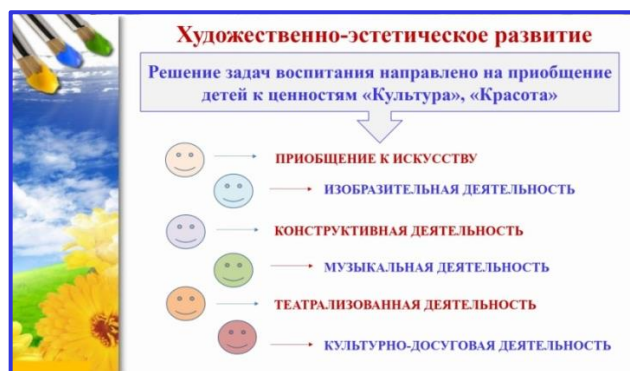 Художественно-эстетическое развитие
Решение задач воспитания направлено на приобщение
детей к ценностям «Культура», «Красота»
ПРИОБЩЕНИЕ К ИСКУССТВУ
ИЗОБРАЗИТЕЛЬНАЯ ДЕЯТЕЛЬНОСТЬ
КОНСТРУКТИВНАЯ ДЕЯТЕЛЬНОСТЬ
МУЗЫКАЛЬНАЯ ДЕЯТЕЛЬНОСТЬ
ТЕАТРАЛИЗОВАННАЯ ДЕЯТЕЛЬНОСТЬ
КУЛЬТУРНО-ДОСУГОВАЯ ДЕЯТЕЛЬНОСТЬ